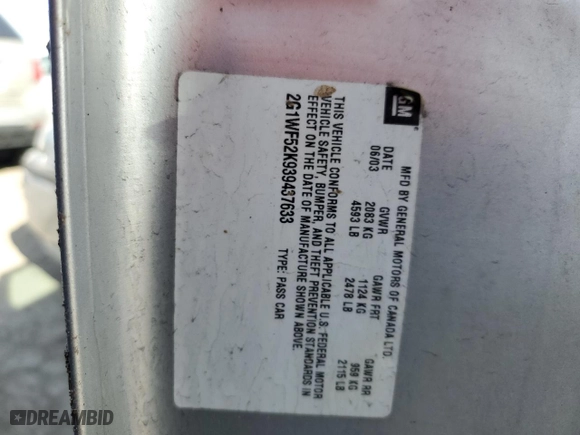 GM
MFD BY GENERAL MOTORS OF CANADA LTD.
DATE GVWR GAWR FRT GAWR RR
06/03 2083 KG 1124 KG 959 KG
4593 LB 2478 LB 2115 LB
THIS VEHICLE CONFORMS TO ALL APPLICABLE U.S. FEDERAL MOTOR
VEHICLE SAFETY, BUMPER, AND THEFT PREVENTION STANDARDS IN
EFFECT ON THE DATE OF MANUFACTURE SHOWN ABOVE.
2G1WF52K939437633 TYPE: PASS CAR
DREAMBID